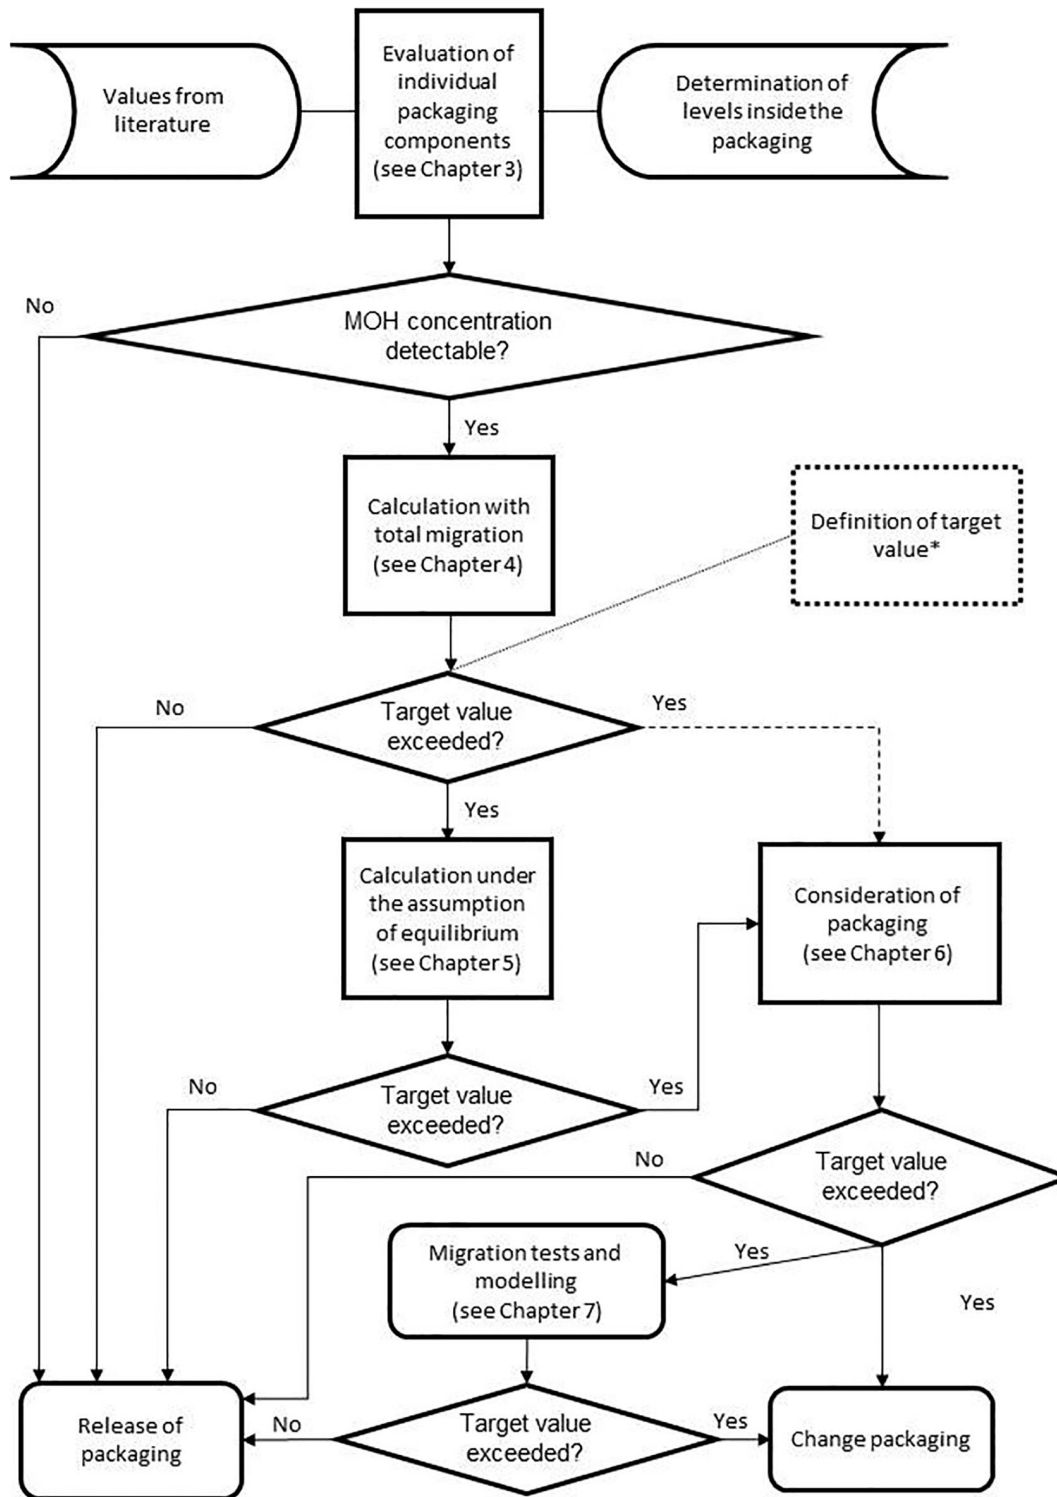 Values from
literature
Evaluation of
individual
packaging
components
(see Chapter 3)
Determination of
levels inside the
packaging
No
MOH concentration
detectable?
Yes
Calculation with
total migration
(see Chapter 4)
Definition of target
value*
No
Target value
exceeded?
Yes
Yes
Calculation under
the assumption
of equilibrium
(see Chapter 5)
Consideration of
packaging
(see Chapter 6)
No
Target value
exceeded?
Yes
No
Target value
exceeded?
Migration tests and
modelling
(see Chapter 7)
Yes
Yes
Release of
packaging
No
Target value
exceeded?
Yes
Change packaging